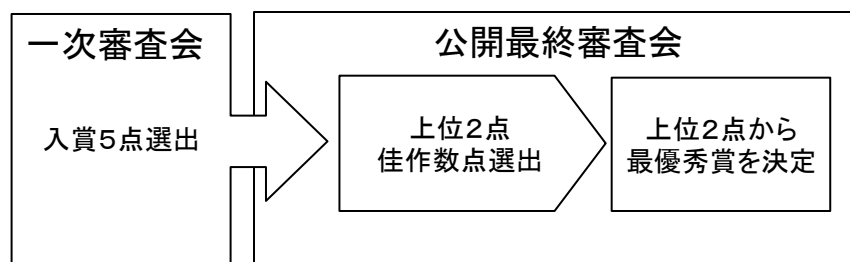 一次審査会
入賞5点選出
公開最終審査会
上位2点
佳作数点選出
上位2点から
最優秀賞を決定